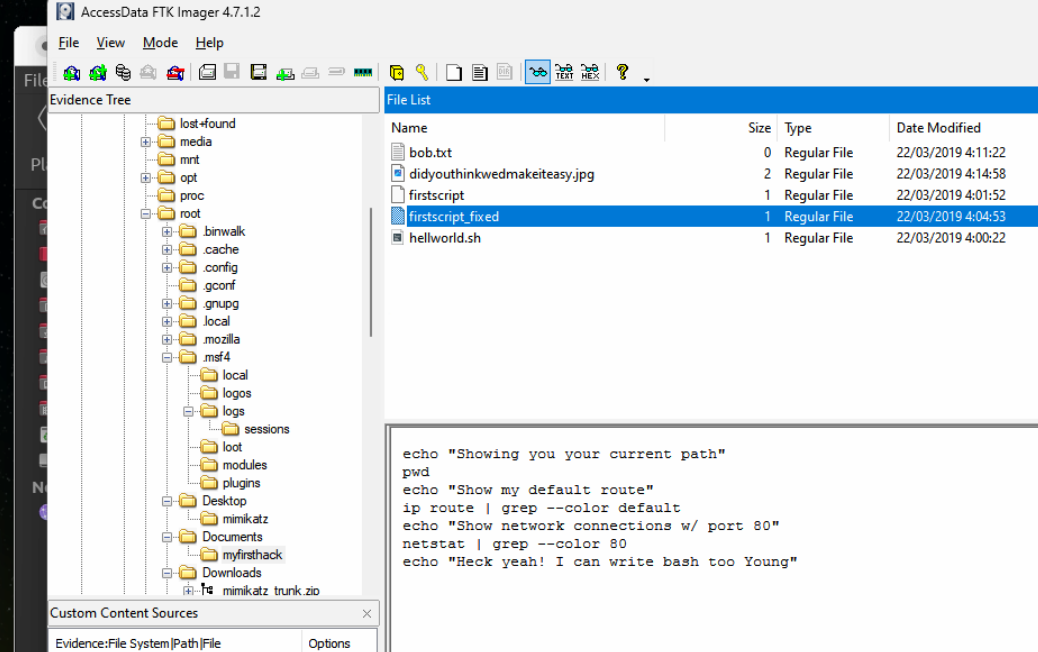 AccessData FTK Imager 4.7.1.2
File View Mode Help
TEXT HEX
Evidence Tree
lost+found
media
mnt
opt
proc
root
.binwalk
.cache
.config
.gconf
.gnupg
.local
.mozilla
.msf4
local
logos
logs
sessions
loot
modules
plugins
Desktop
mimikatz
Documents
myfirsthack
Downloads
mimikatz_trunk.zip
Custom Content Sources
Evidence:File System|Path|File Options
File List
Name Size Type Date Modified
bob.txt 0 Regular File 22/03/2019 4:11:22
didyouthinkwedmakeiteasy.jpg 2 Regular File 22/03/2019 4:14:58
firstscript 1 Regular File 22/03/2019 4:01:52
firstscript_fixed 1 Regular File 22/03/2019 4:04:53
hellworld.sh 1 Regular File 22/03/2019 4:00:22
echo "Showing you your current path"
pwd
echo "Show my default route"
ip route | grep --color default
echo "Show network connections w/ port 80"
netstat | grep --color 80
echo "Heck yeah! I can write bash too Young"